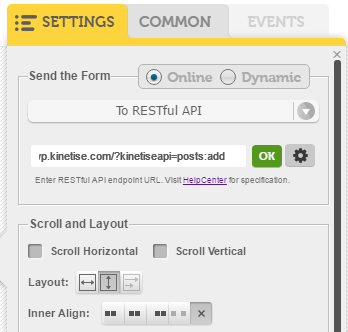 SETTINGS COMMON EVENTS
Send the Form Online Dynamic
To RESTful API
/p.kinetise.com/?kinetiseapi=posts:add OK
Enter RESTful API endpoint URL. Visit HelpCenter for specification.
Scroll and Layout
Scroll Horizontal Scroll Vertical
Layout:
Inner Align: